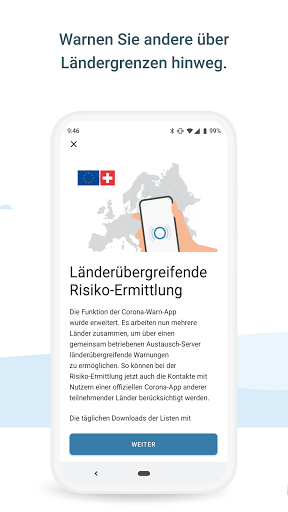 Warnen Sie andere über
Ländergrenzen hinweg.
9:46
99%
Länderübergreifende
Risiko-Ermittlung
Die Funktion der Corona-Warn-App
wurde erweitert. Es arbeiten nun mehrere
Länder zusammen, um über einen
gemeinsam betriebenen Austausch-Server
länderübergreifende Warnungen
zu ermöglichen. So können bei der
Risiko-Ermittlung jetzt auch die Kontakte mit
Nutzern einer offiziellen Corona-App anderer
teilnehmender Länder berücksichtigt werden.
Die täglichen Downloads der Listen mit
WEITER